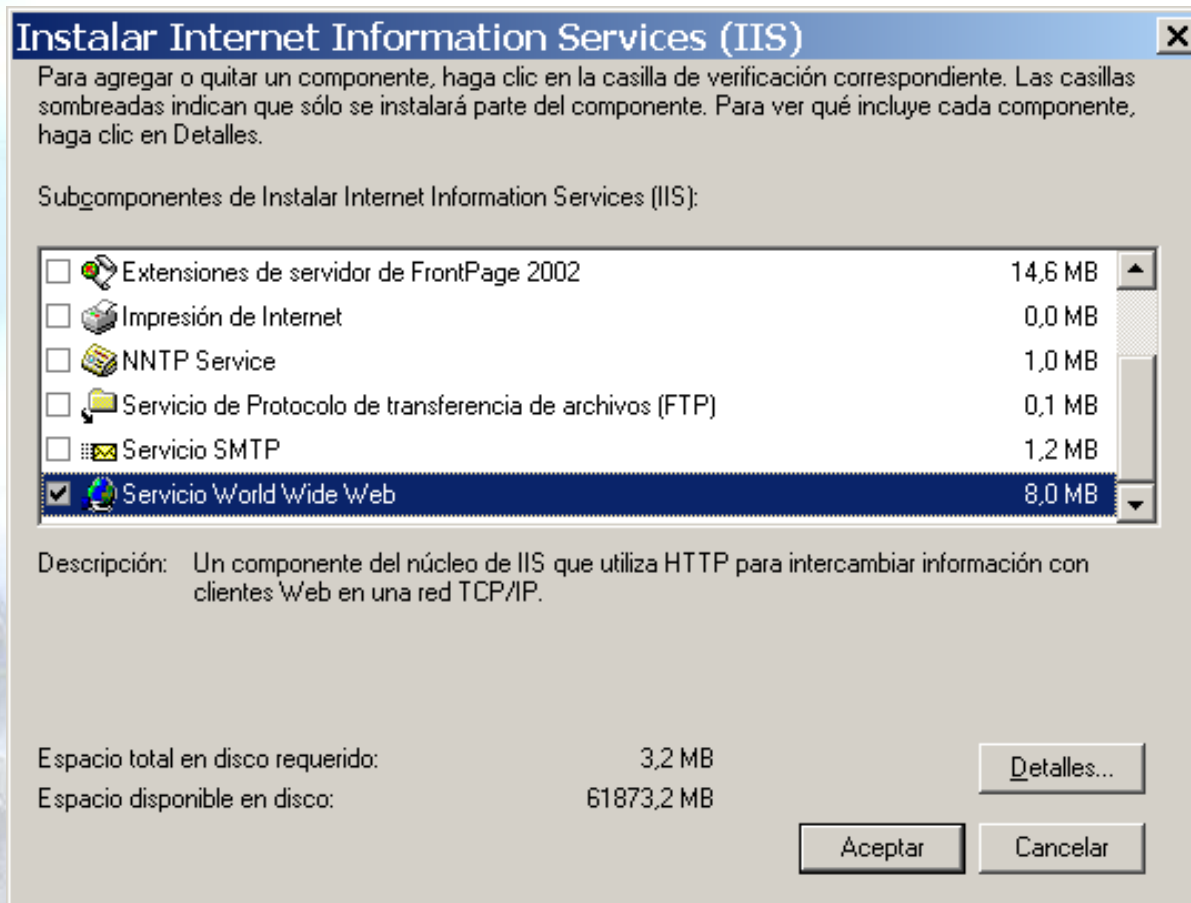 Instalar Internet Information Services (IIS)
Para agregar o quitar un componente, haga clic en la casilla de verificación correspondiente. Las casillas
sombreadas indican que sólo se instalará parte del componente. Para ver qué incluye cada componente,
haga clic en Detalles.
Subcomponentes de Instalar Internet Information Services (IIS):
Extensiones de servidor de FrontPage 2002 14,6 MB
Impresión de Internet 0,0 MB
NNTP Service 1,0 MB
Servicio de Protocolo de transferencia de archivos (FTP) 0,1 MB
Servicio SMTP 1,2 MB
Servicio World Wide Web 8,0 MB
Descripción: Un componente del núcleo de IIS que utiliza HTTP para intercambiar información con
clientes Web en una red TCP/IP.
Espacio total en disco requerido: 3,2 MB
Detalles...
Espacio disponible en disco: 61873,2 MB
Aceptar Cancelar